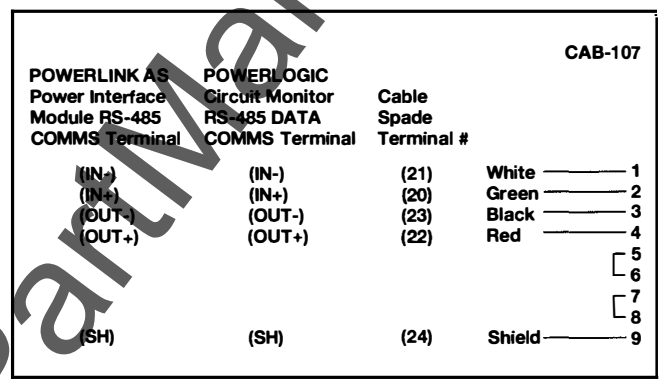 CAB-107
POWERLINK AS POWERLOGIC
Power Interface Circuit Monitor Cable
Module RS-485 RS-485 DATA Spade
COMMS Terminal COMMS Terminal Terminal #
(IN-) (IN-) (21) White 1
(IN+) (IN+) (20) Green 2
(OUT-) (OUT-) (23) Black 3
(OUT+) (OUT+) (22) Red 4
5
6
7
8
(SH) (SH) (24) Shield 9